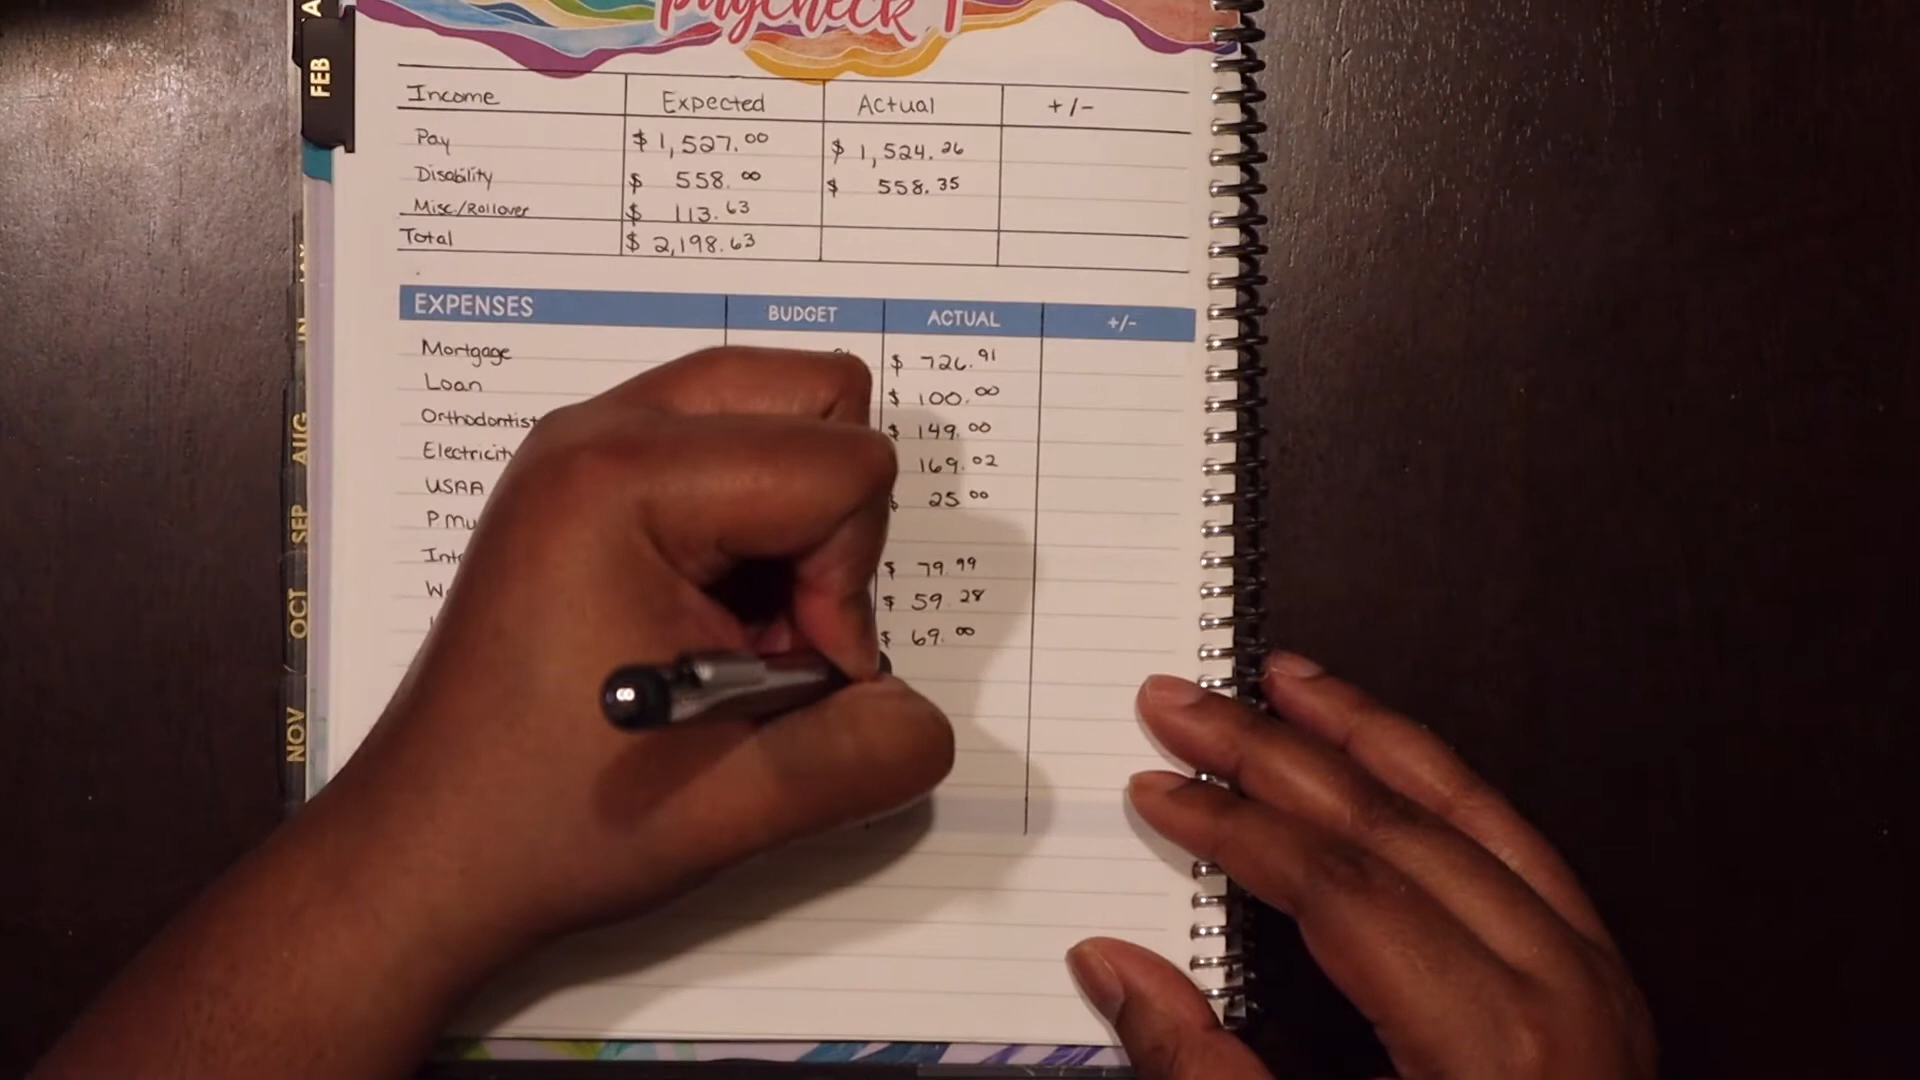 Paycheck 1
FEB
Income Expected Actual +/-
Pay $ 1,527.00 $ 1,524.26
Disability $ 558.00 $ 558.35
Misc./Rollover $ 113.63
Total $ 2,198.63
EXPENSES BUDGET ACTUAL +/-
Mortgage $ 726.91
Loan $ 100.00
Orthodontist $ 149.00
Electricity 169.02
USAA $ 25 00
P Mu
Inte $ 79.99
W $ 59 28
$ 69.00
AUG
SEP
OCT
NOV